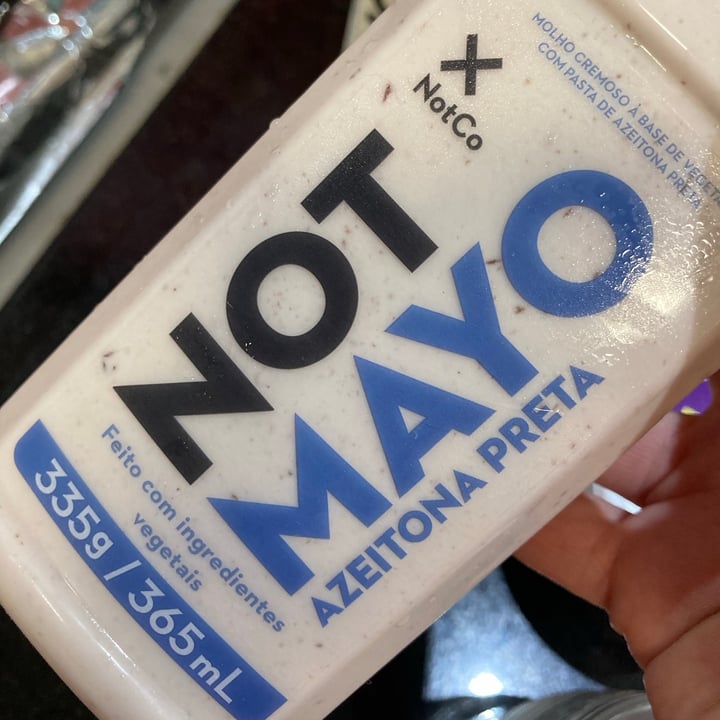 NotCo
MOLHO CREMOSO À BASE DE
COM PASTA DE AZEITONA PRETA
NOT
MAYO
AZEITONA PRETA
Feito com ingredientes
vegetais
335g / 365mL